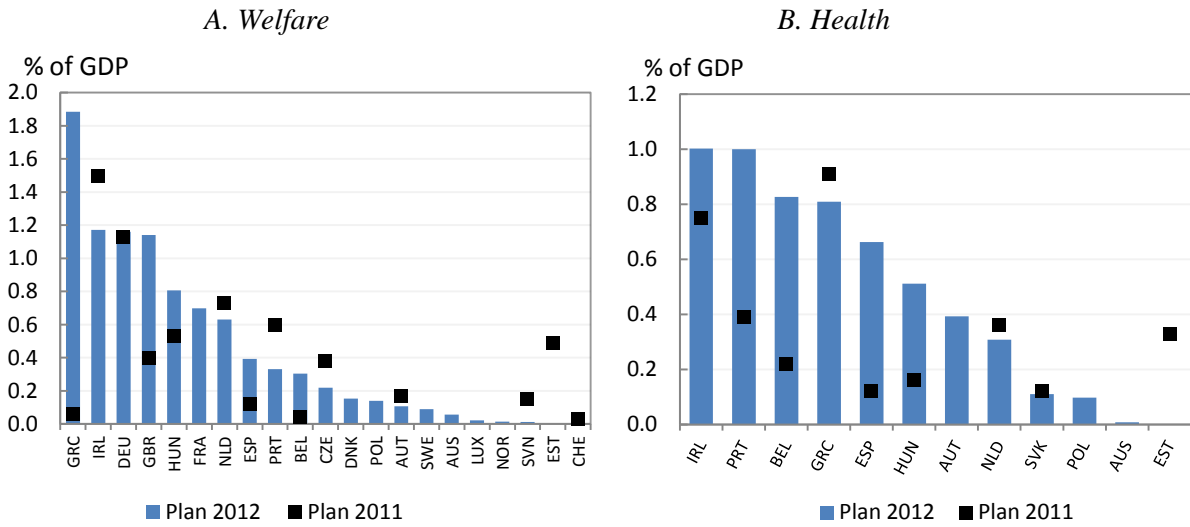 A. Welfare
% of GDP
2.0
1.8
1.6
1.4
1.2
1.0
0.8
0.6
0.4
0.2
0.0
GRC IRL DEU GBR HUN FRA NLD ESP PRT BEL CZE DNK POL AUT SWE AUS LUX NOR SVN EST CHE
Plan 2012 Plan 2011
B. Health
% of GDP
1.2
1.0
0.8
0.6
0.4
0.2
0.0
IRL PRT BEL GRC ESP HUN AUT NLD SVK POL AUS EST
Plan 2012 Plan 2011